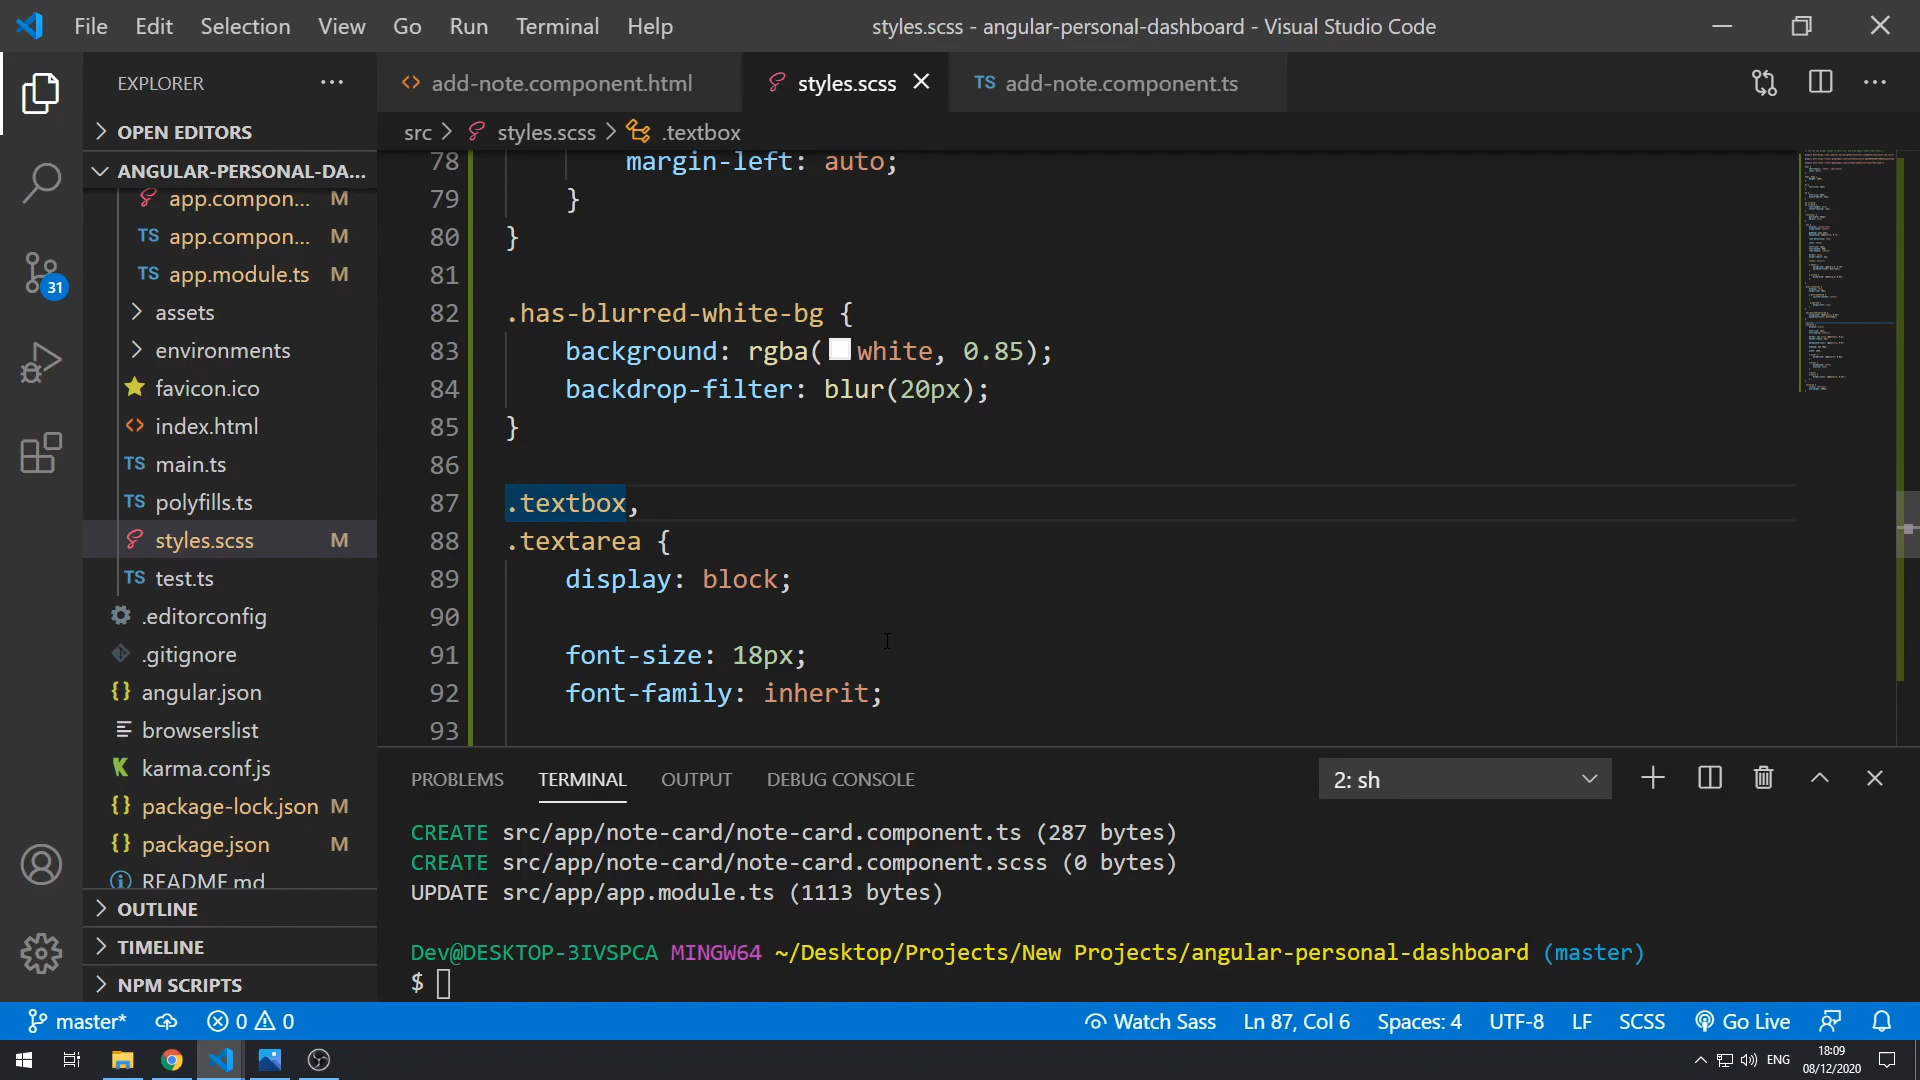 File Edit Selection View Go Run Terminal Help
styles.scss - angular-personal-dashboard - Visual Studio Code
EXPLORER
OPEN EDITORS
ANGULAR-PERSONAL-DA...
app.compon... M
TS app.compon... M
TS app.module.ts M
assets
environments
favicon.ico
index.html
TS main.ts
TS polyfills.ts
styles.scss M
TS test.ts
.editorconfig
.gitignore
{} angular.json
browserslist
karma.conf.js
{} package-lock.json M
{} package.json M
README.md
OUTLINE
TIMELINE
NPM SCRIPTS
31
<> add-note.component.html
styles.scss
TS add-note.component.ts
src > styles.scss > .textbox
78 margin-left: auto;
79 }
80 }
81
82 .has-blurred-white-bg {
83 background: rgba(white, 0.85);
84 backdrop-filter: blur(20px);
85 }
86
87 .textbox,
88 .textarea {
89 display: block;
90
91 font-size: 18px;
92 font-family: inherit;
93
PROBLEMS TERMINAL OUTPUT DEBUG CONSOLE
2: sh
CREATE src/app/note-card/note-card.component.ts (287 bytes)
CREATE src/app/note-card/note-card.component.scss (0 bytes)
UPDATE src/app/app.module.ts (1113 bytes)
Dev@DESKTOP-3IVSPCA MINGW64 ~/Desktop/Projects/New Projects/angular-personal-dashboard (master)
$
master* 0 0
Watch Sass Ln 87, Col 6 Spaces: 4 UTF-8 LF SCSS Go Live
ENG
18:09
08/12/2020